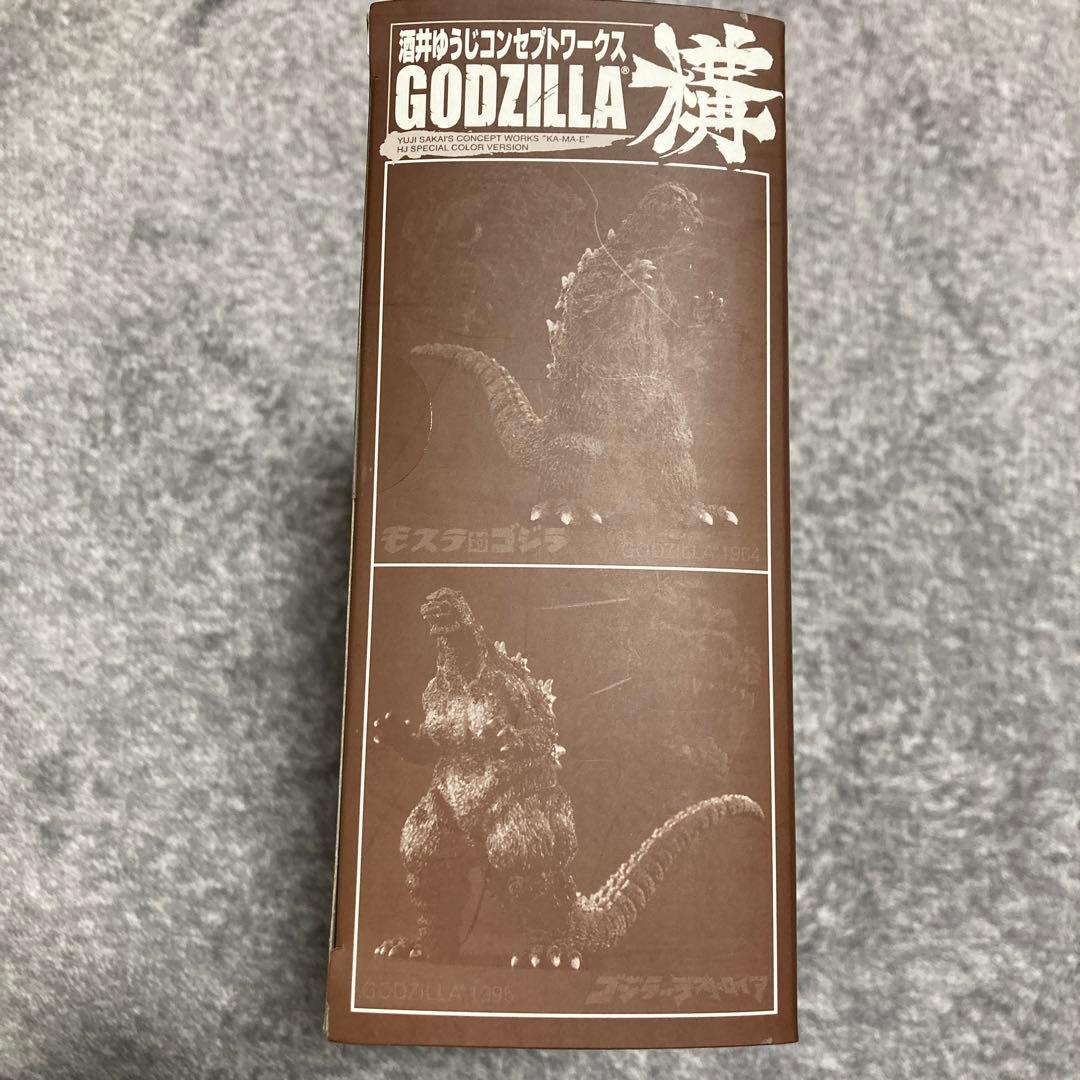 酒井ゆうじコンセプトワークス
GODZILLA®
構
YUJI SAKAI'S CONCEPT WORKS "KA-MA-E"
HJ SPECIAL COLOR VERSION
モスラ対ゴジラ
GODZILLA 1964
GODZILLA 1995
ゴジラvsデストロイア